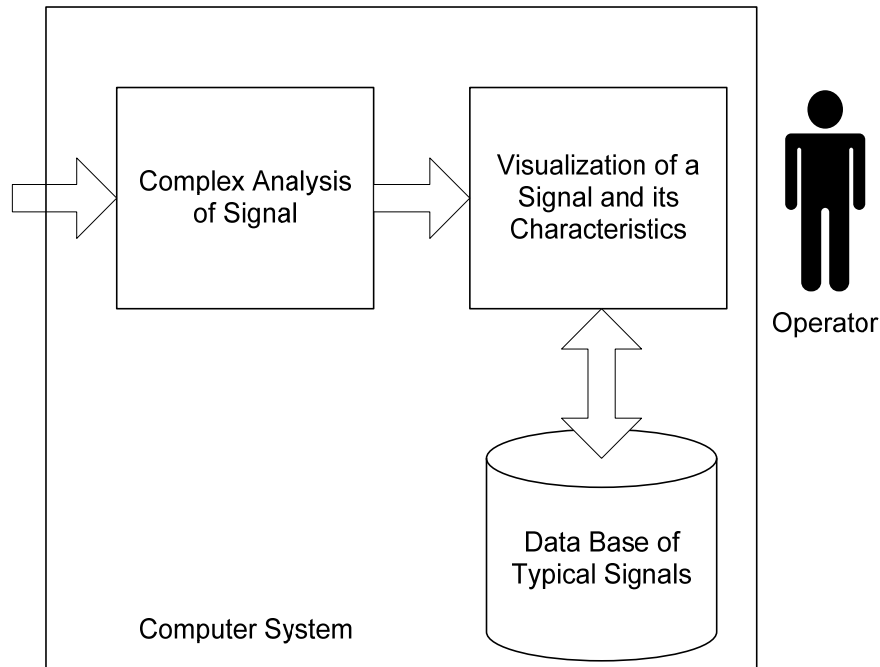 Complex Analysis
of Signal
Visualization of a
Signal and its
Characteristics
Operator
Data Base of
Typical Signals
Computer System